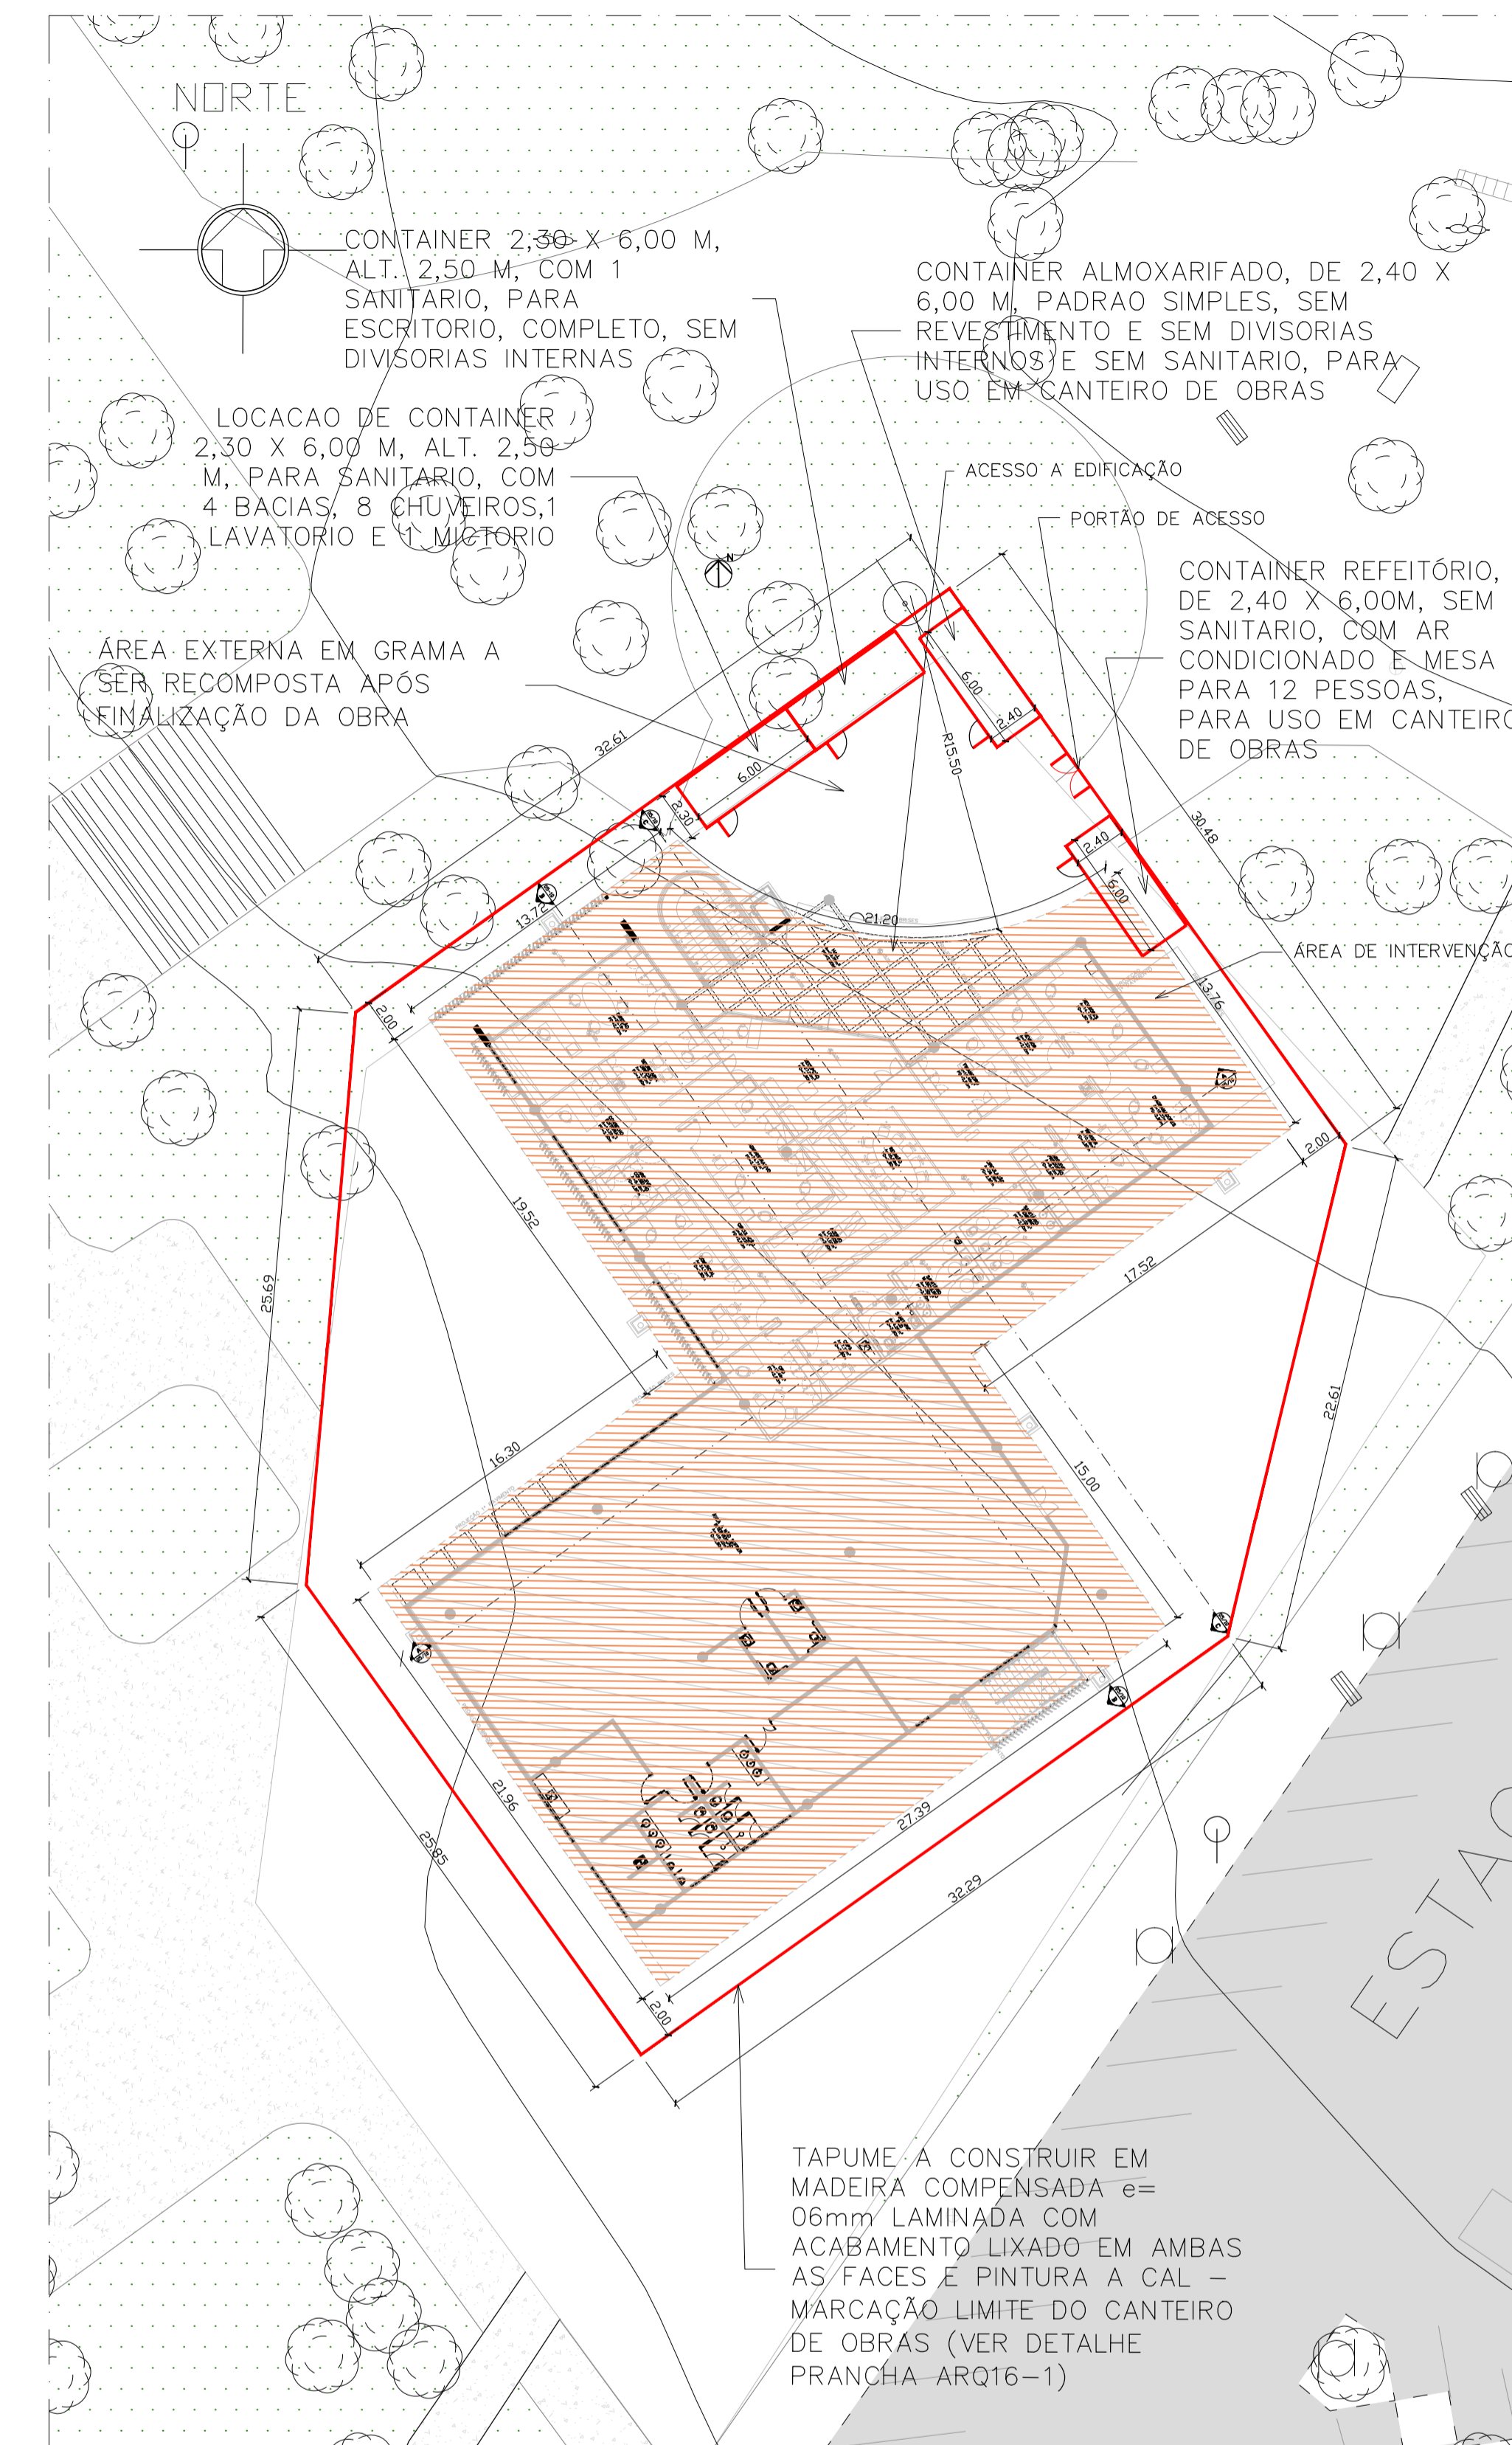 NORTE
CONTAINER 2,30 X 6,00 M,
ALT. 2,50 M, COM 1
SANITARIO, PARA
ESCRITORIO, COMPLETO, SEM
DIVISORIAS INTERNAS
CONTAINER ALMOXARIFADO, DE 2,40 X
6,00 M, PADRAO SIMPLES, SEM
REVESTIMENTO E SEM DIVISORIAS
INTERNOS E SEM SANITARIO, PARA
USO EM CANTEIRO DE OBRAS
LOCACAO DE CONTAINER
2,30 X 6,00 M, ALT. 2,50
M, PARA SANITARIO, COM
4 BACIAS, 8 CHUVEIROS,1
LAVATORIO E 1 MICTORIO
ACESSO A EDIFICAÇÃO
PORTÃO DE ACESSO
N
CONTAINER REFEITÓRIO,
DE 2,40 X 6,00M, SEM
SANITARIO, COM AR
CONDICIONADO E MESA
PARA 12 PESSOAS,
PARA USO EM CANTEIRO
DE OBRAS
ÁREA EXTERNA EM GRAMA A
SER RECOMPOSTA APÓS
FINALIZAÇÃO DA OBRA
32.61
6.00
2.40
R15.50
6.00
2.30
30.48
2.40
6.00
13.72
21.20
ÁREA DE INTERVENÇÃO
13.76
2.00
2.00
19.52
17.52
25.69
22.61
16.30
15.00
21.96
25.85
27.39
32.29
2.00
ESTAC
TAPUME A CONSTRUIR EM
MADEIRA COMPENSADA e=
06mm LAMINADA COM
ACABAMENTO LIXADO EM AMBAS
AS FACES E PINTURA A CAL -
MARCAÇÃO LIMITE DO CANTEIRO
DE OBRAS (VER DETALHE
PRANCHA ARQ16-1)